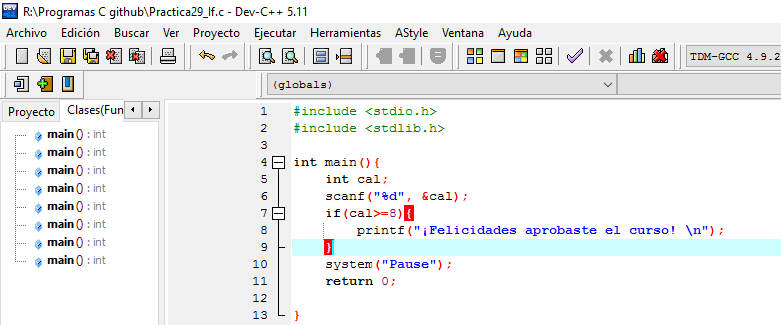 R:\Programas C github\Practica29_If.c - Dev-C++ 5.11
Archivo Edición Buscar Ver Proyecto Ejecutar Herramientas AStyle Ventana Ayuda
TDM-GCC 4.9.2
(globals)
Proyecto Clases(Fun
main() : int
main() : int
main() : int
main() : int
main() : int
main() : int
main() : int
main() : int
1 #include <stdio.h>
2 #include <stdlib.h>
3
4 int main(){
5 int cal;
6 scanf("%d", &cal);
7 if(cal>=8){
8 printf("¡Felicidades aprobaste el curso! \n");
9 }
10 system("Pause");
11 return 0;
12
13 }